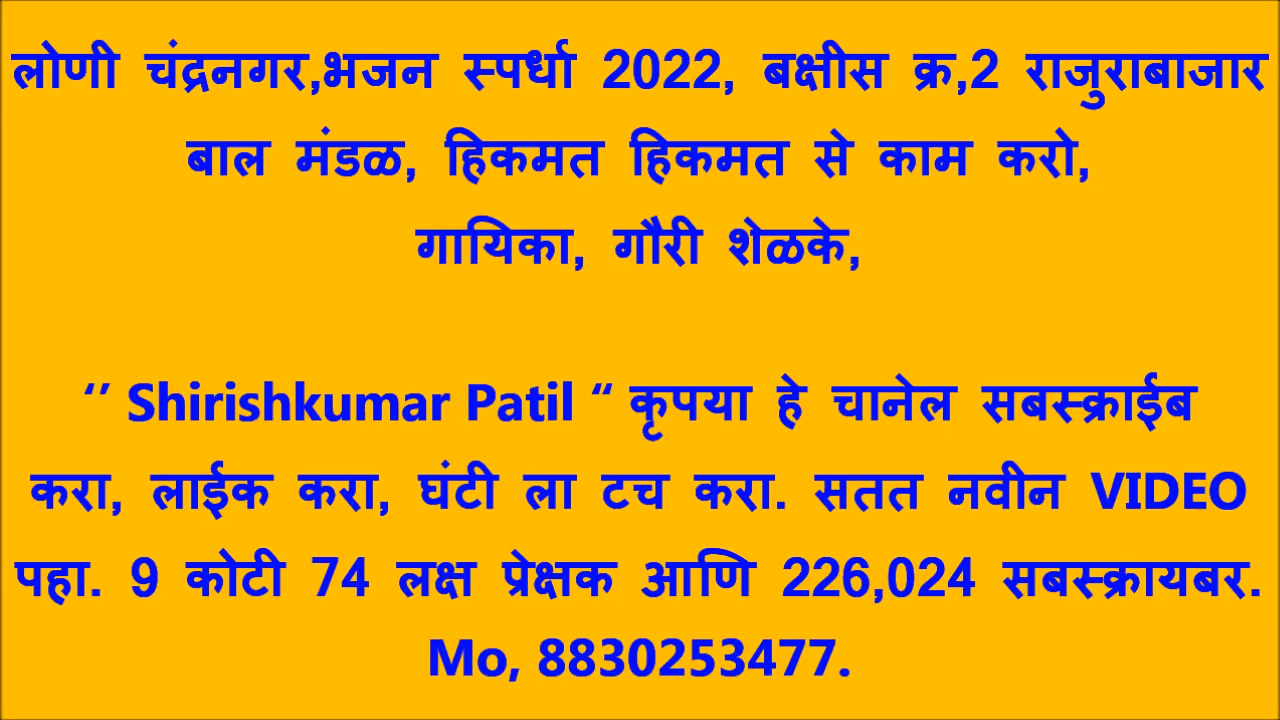 लोणी चंद्रनगर,भजन स्पर्धा 2022, बक्षीस क्र,2 राजुराबाजार
बाल मंडळ, हिकमत हिकमत से काम करो,
गायिका, गौरी शेळके,
‘’ Shirishkumar Patil “ कृपया हे चानेल सबस्क्राईब
करा, लाईक करा, घंटी ला टच करा. सतत नवीन VIDEO
पहा. 9 कोटी 74 लक्ष प्रेक्षक आणि 226,024 सबस्क्रायबर.
Mo, 8830253477.